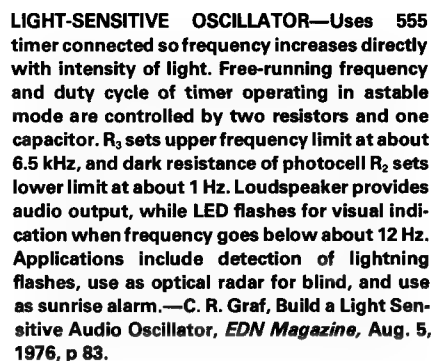 LIGHT-SENSITIVE OSCILLATOR—Uses 555
timer connected so frequency increases directly
with intensity of light. Free-running frequency
and duty cycle of timer operating in astable
mode are controlled by two resistors and one
capacitor. R₃ sets upper frequency limit at about
6.5 kHz, and dark resistance of photocell R₂ sets
lower limit at about 1 Hz. Loudspeaker provides
audio output, while LED flashes for visual indi-
cation when frequency goes below about 12 Hz.
Applications include detection of lightning
flashes, use as optical radar for blind, and use
as sunrise alarm.—C. R. Graf, Build a Light Sen-
sitive Audio Oscillator, EDN Magazine, Aug. 5,
1976, p 83.